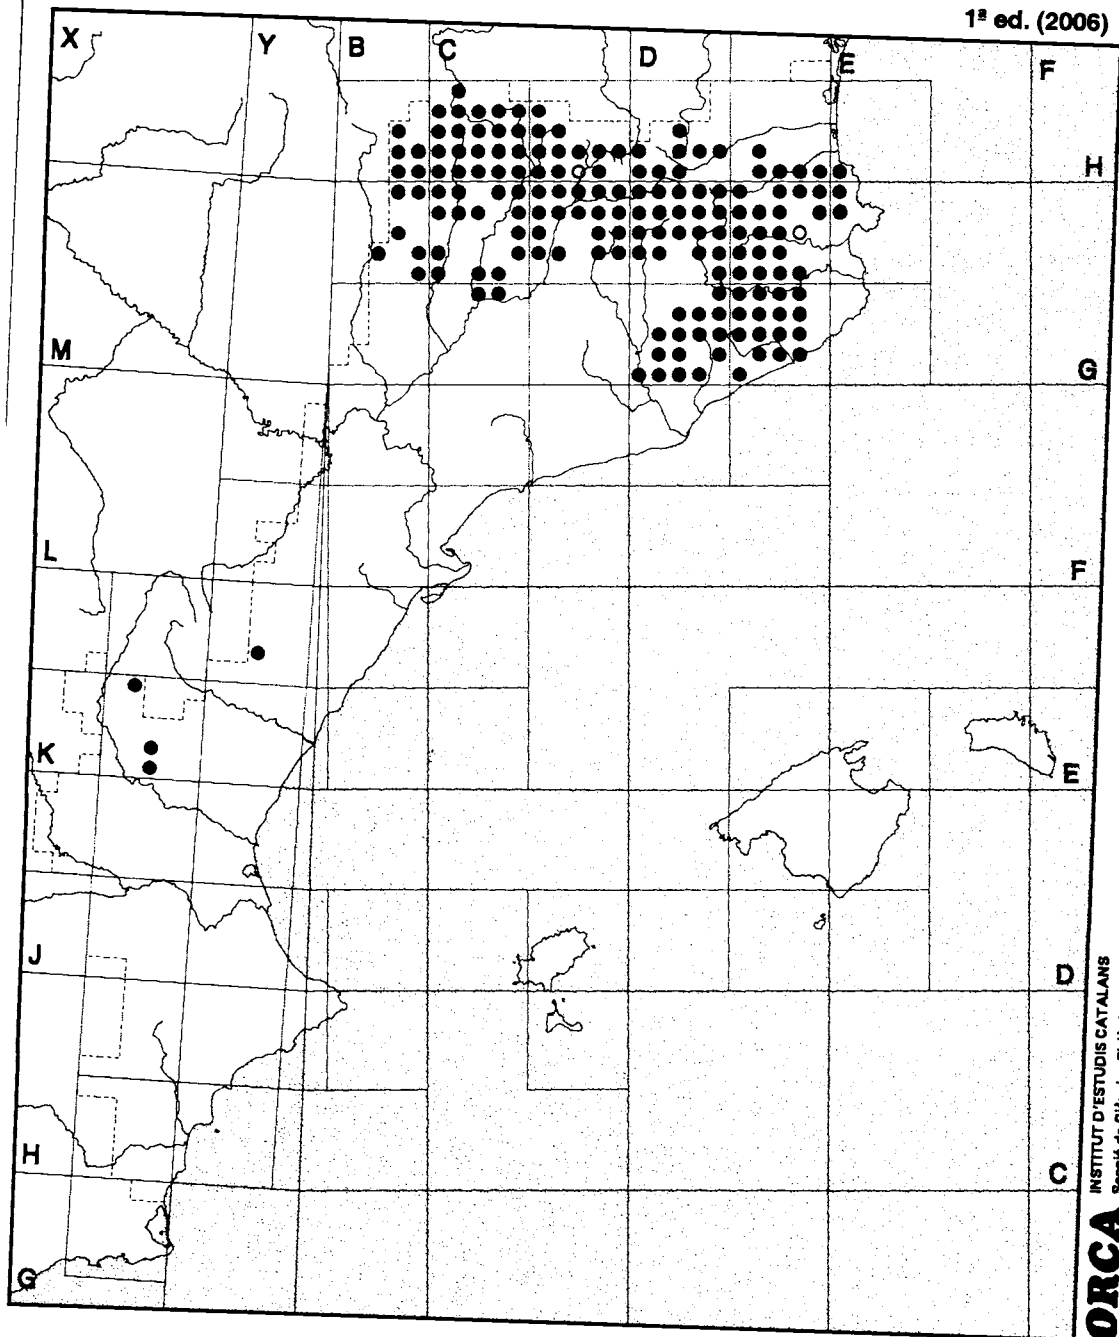 1ª ed. (2006)
X Y B C D E F
H
M G
L F
K E
J D
H C
G
ORCA INSTITUT D'ESTUDIS CATALANS